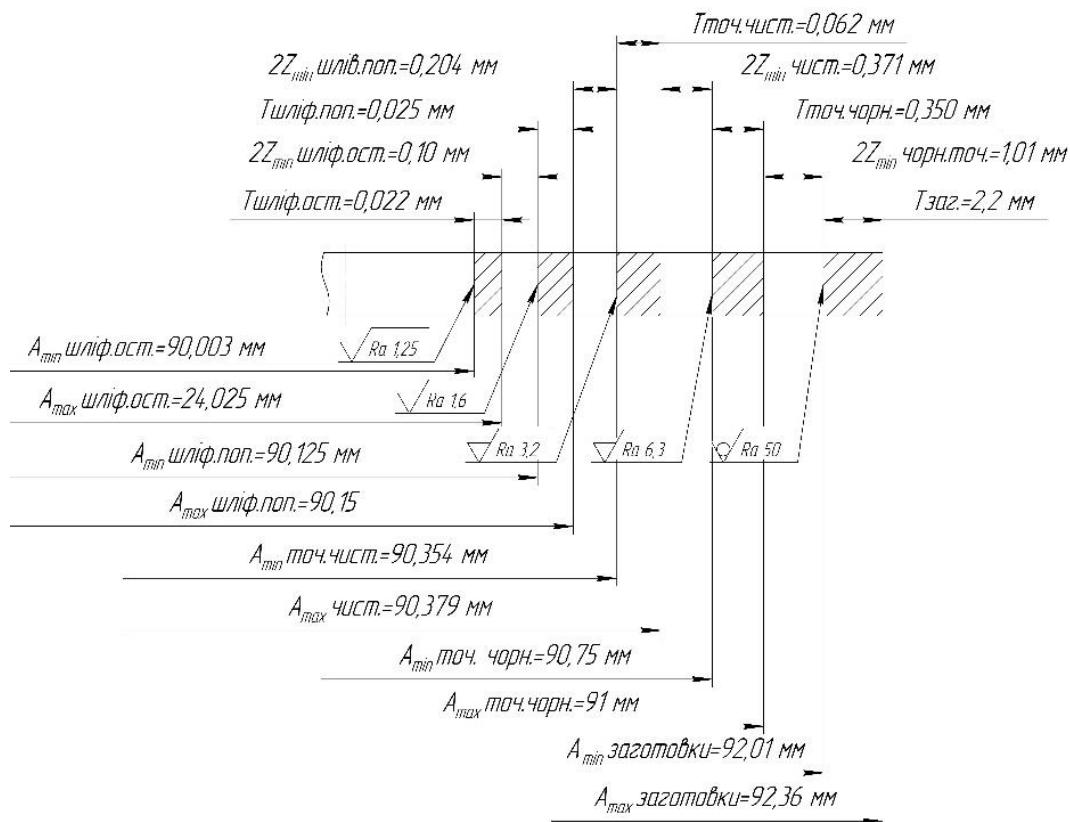 Тточ.чист.=0,062 мм
2Zmin шлів.поп.=0,204 мм
2Zmin чист.=0,371 мм
Тшліф.поп.=0,025 мм
Тточ.чорн.=0,350 мм
2Zmin шліф.ост.=0,10 мм
2Zmin чорн.точ.=1,01 мм
Тшліф.ост.=0,022 мм
Тзаг.=2,2 мм
Amin шліф.ост.=90,003 мм
Ra 1,25
Amax шліф.ост.=24,025 мм
Ra 1,6
Amin шліф.поп.=90,125 мм
Ra 3,2
Ra 6,3
Ra 50
Amax шліф.поп.=90,15
Amin точ.чист.=90,354 мм
Amax чист.=90,379 мм
Amin точ. чорн.=90,75 мм
Amax точ.чорн.=91 мм
Amin заготовки=92,01 мм
Amax заготовки=92,36 мм